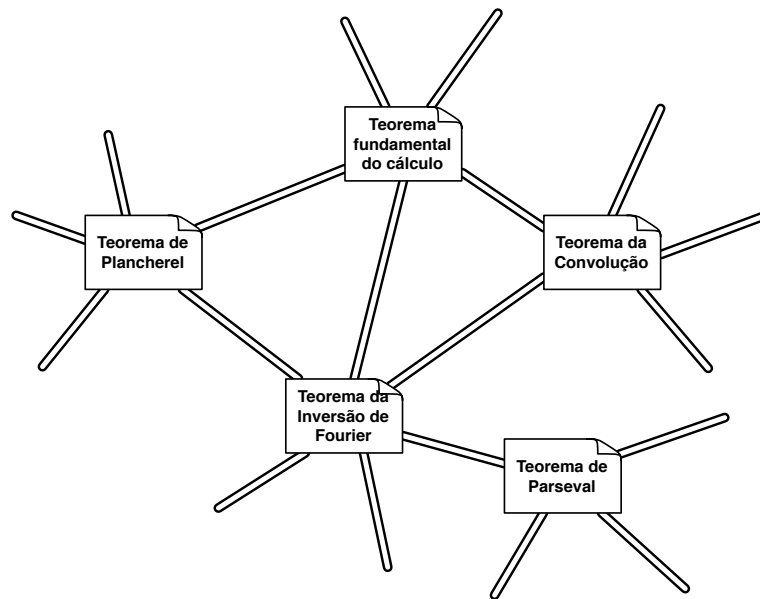 Teorema
fundamental
do cálculo
Teorema de
Plancherel
Teorema da
Convolução
Teorema da
Inversão de
Fourier
Teorema de
Parseval